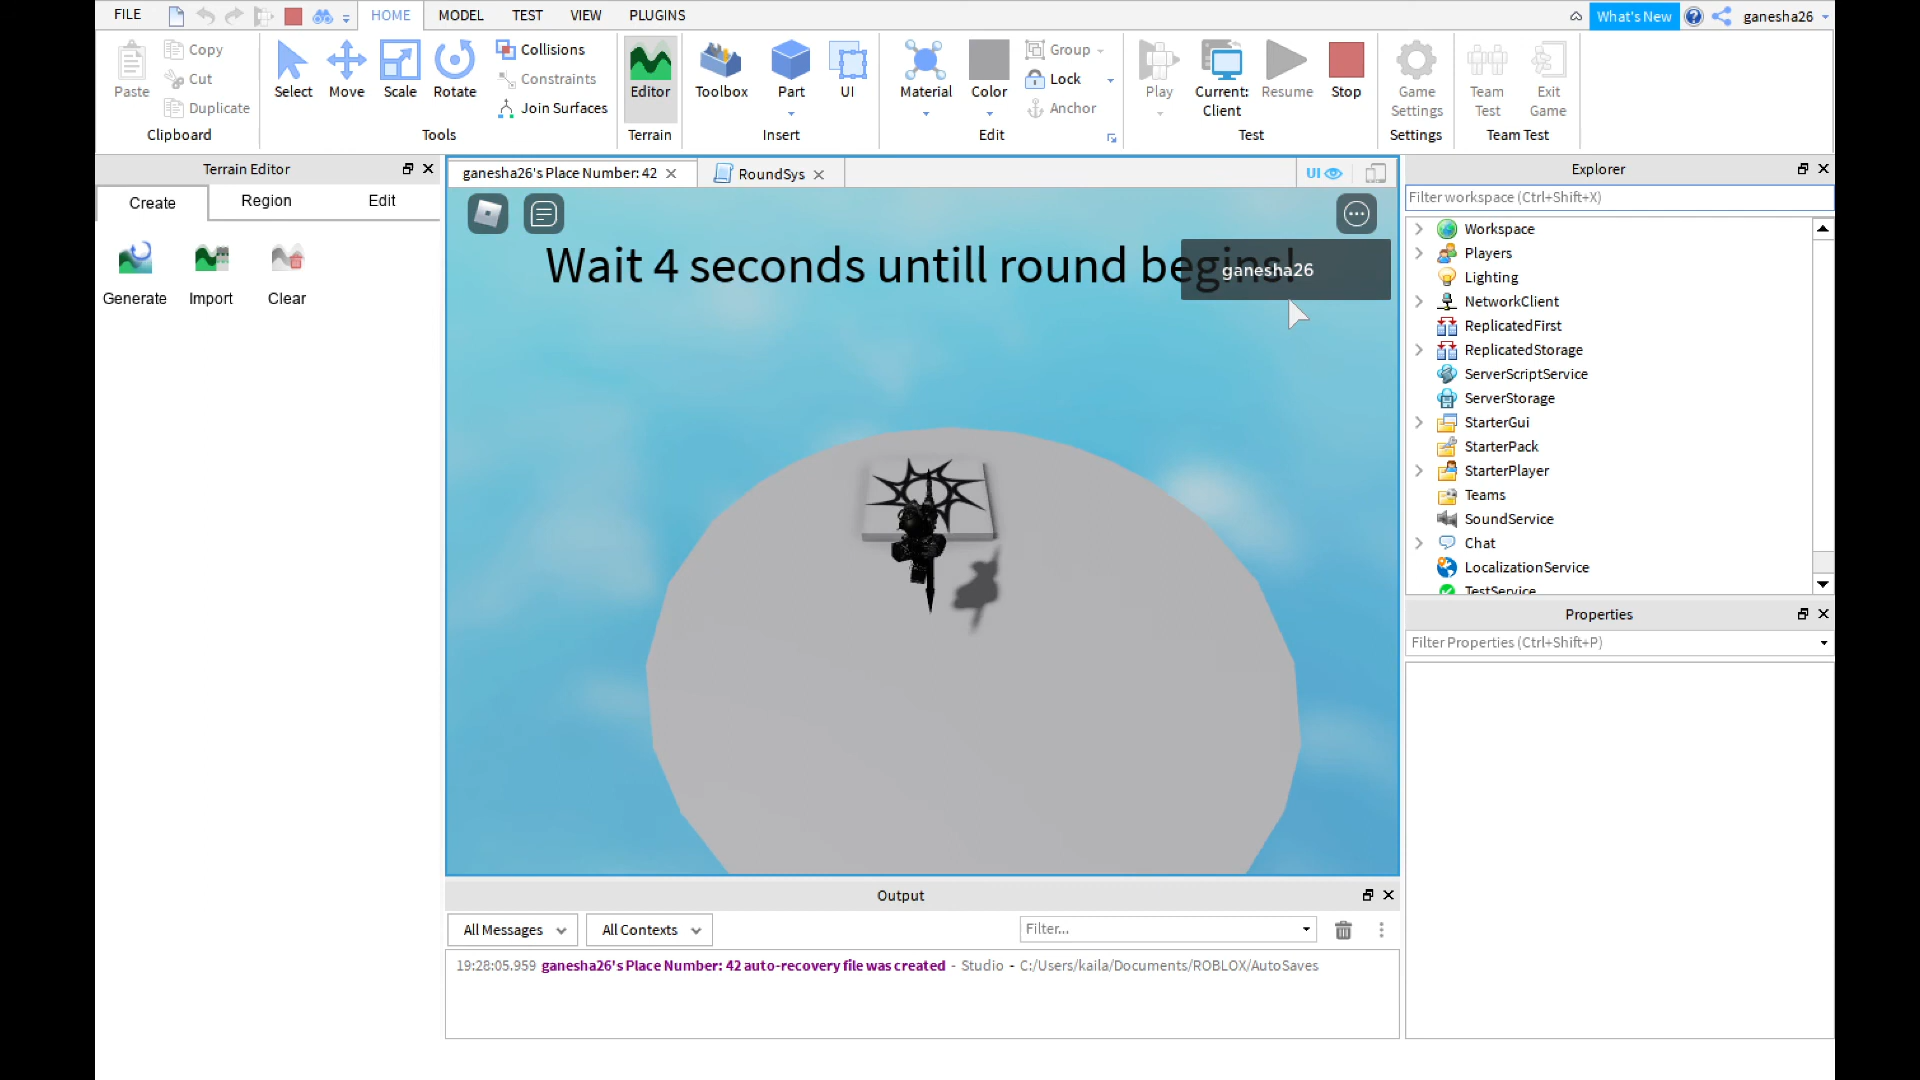 FILE
HOME
MODEL
TEST
VIEW
PLUGINS
What's New
ganesha26
Paste
Copy
Cut
Duplicate
Clipboard
Select
Move
Scale
Rotate
Collisions
Constraints
Join Surfaces
Tools
Editor
Terrain
Toolbox
Part
UI
Insert
Material
Color
Group
Lock
Anchor
Edit
Play
Current:
Client
Resume
Stop
Test
Game
Settings
Settings
Team
Test
Exit
Game
Team Test
Terrain Editor
Create
Region
Edit
Generate
Import
Clear
ganesha26's Place Number: 42
RoundSys
UI
Wait 4 seconds untill round begins!
ganesha26
Explorer
Filter workspace (Ctrl+Shift+X)
Workspace
Players
Lighting
NetworkClient
ReplicatedFirst
ReplicatedStorage
ServerScriptService
ServerStorage
StarterGui
StarterPack
StarterPlayer
Teams
SoundService
Chat
LocalizationService
TestService
Properties
Filter Properties (Ctrl+Shift+P)
Output
All Messages
All Contexts
Filter...
19:28:05.959 ganesha26's Place Number: 42 auto-recovery file was created - Studio - C:/Users/kaila/Documents/ROBLOX/AutoSaves